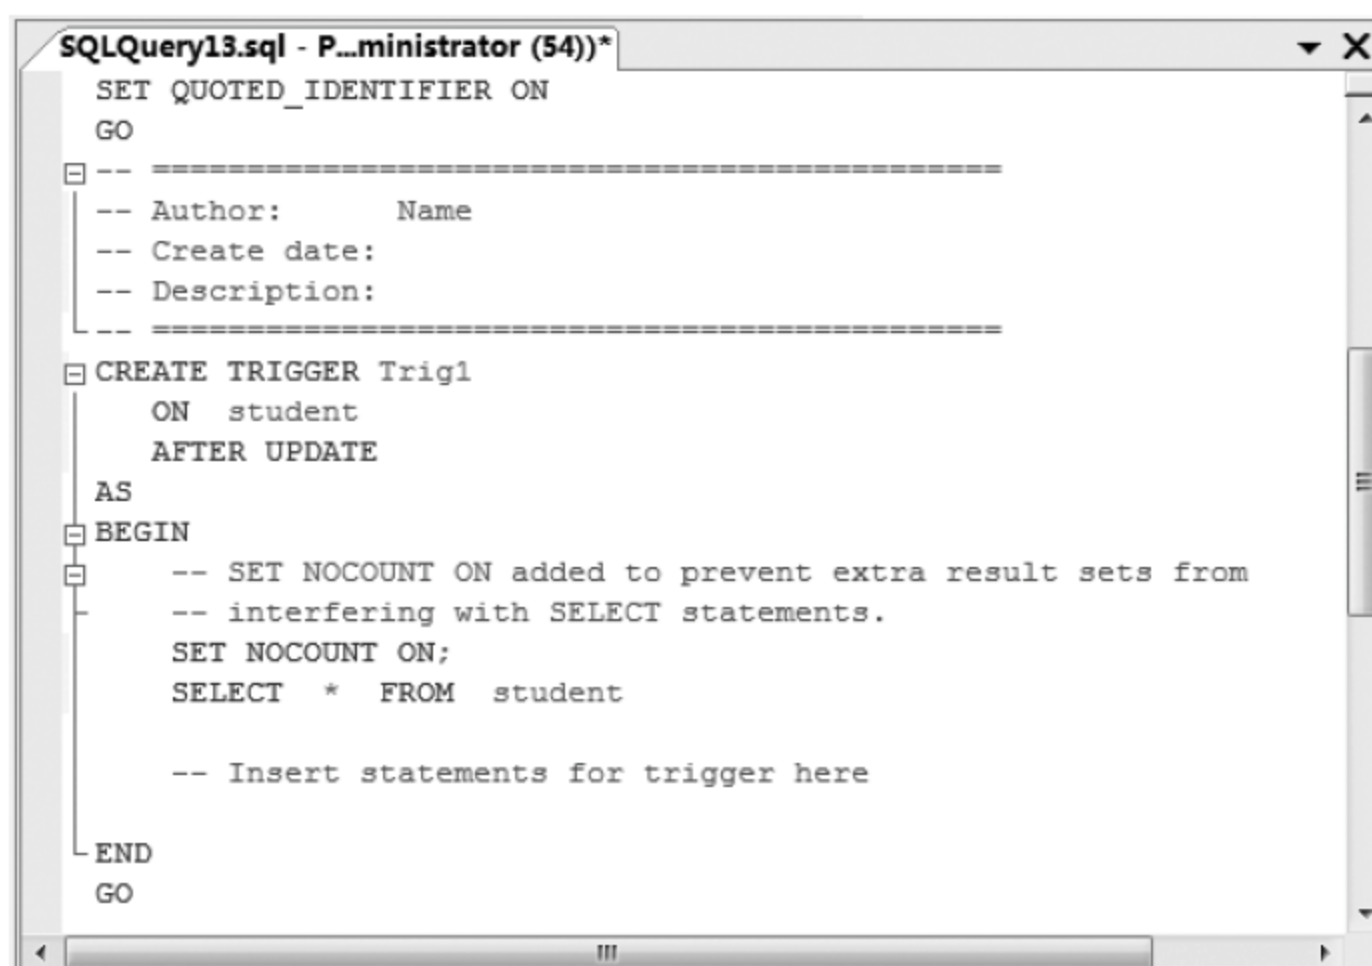 SQLQuery13.sql - P...ministrator (54))*
SET QUOTED_IDENTIFIER ON
GO
-- =============================================
-- Author:      Name
-- Create date:
-- Description:
-- =============================================
CREATE TRIGGER Trig1
ON  student
AFTER UPDATE
AS
BEGIN
-- SET NOCOUNT ON added to prevent extra result sets from
-- interfering with SELECT statements.
SET NOCOUNT ON;
SELECT  *  FROM  student
-- Insert statements for trigger here
END
GO